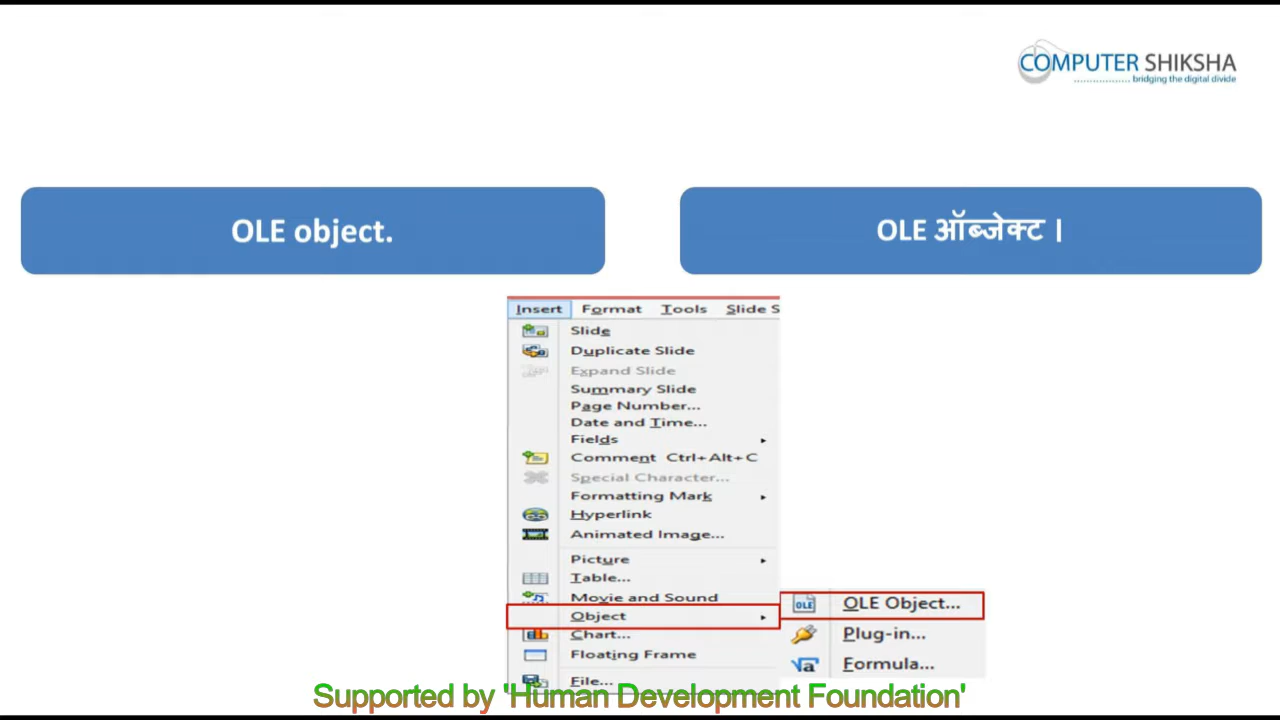 COMPUTER SHIKSHA
bridging the digital divide
OLE object.
OLE ऑब्जेक्ट ।
Insert Format Tools Slide S
Slide
Duplicate Slide
Expand Slide
Summary Slide
Page Number...
Date and Time...
Fields
Comment Ctrl+Alt+C
Special Character...
Formatting Mark
Hyperlink
Animated Image...
Picture
Table...
Movie and Sound
Object
Chart...
Floating Frame
File...
OLE OLE Object...
Plug-in...
Formula...
Supported by 'Human Development Foundation'